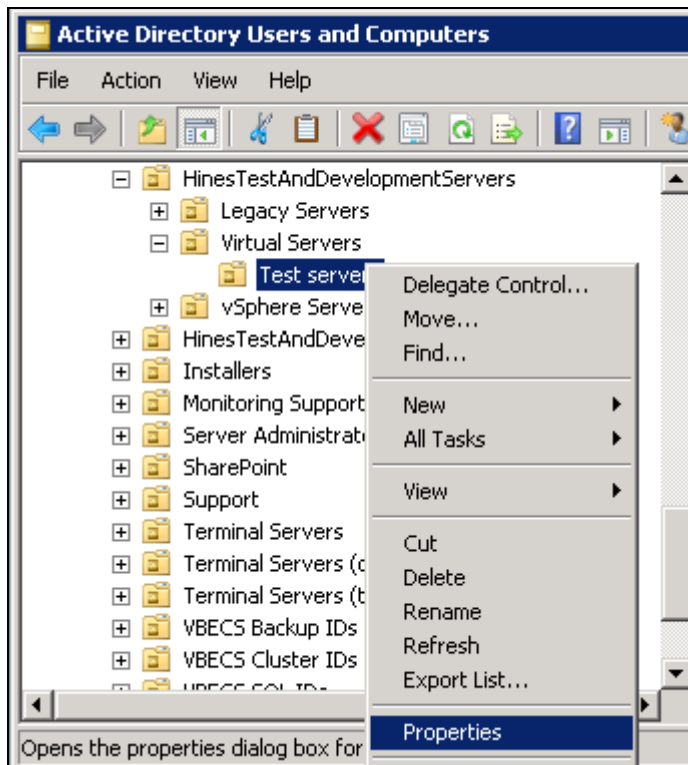 Active Directory Users and Computers
File Action View Help
HinesTestAndDevelopmentServers
Legacy Servers
Virtual Servers
Test server
vSphere Serve
HinesTestAndDeve
Installers
Monitoring Support
Server Administrat
SharePoint
Support
Terminal Servers
Terminal Servers (
Terminal Servers (t
VBECS Backup IDs
VBECS Cluster IDs
Delegate Control...
Move...
Find...
New
All Tasks
View
Cut
Delete
Rename
Refresh
Export List...
Properties
Opens the properties dialog box for